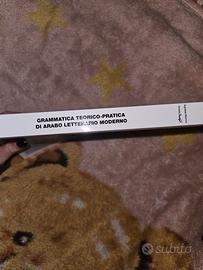 GRAMMATICA TEORICO-PRATICA
DI ARABO LETTERARIO MODERNO
subito